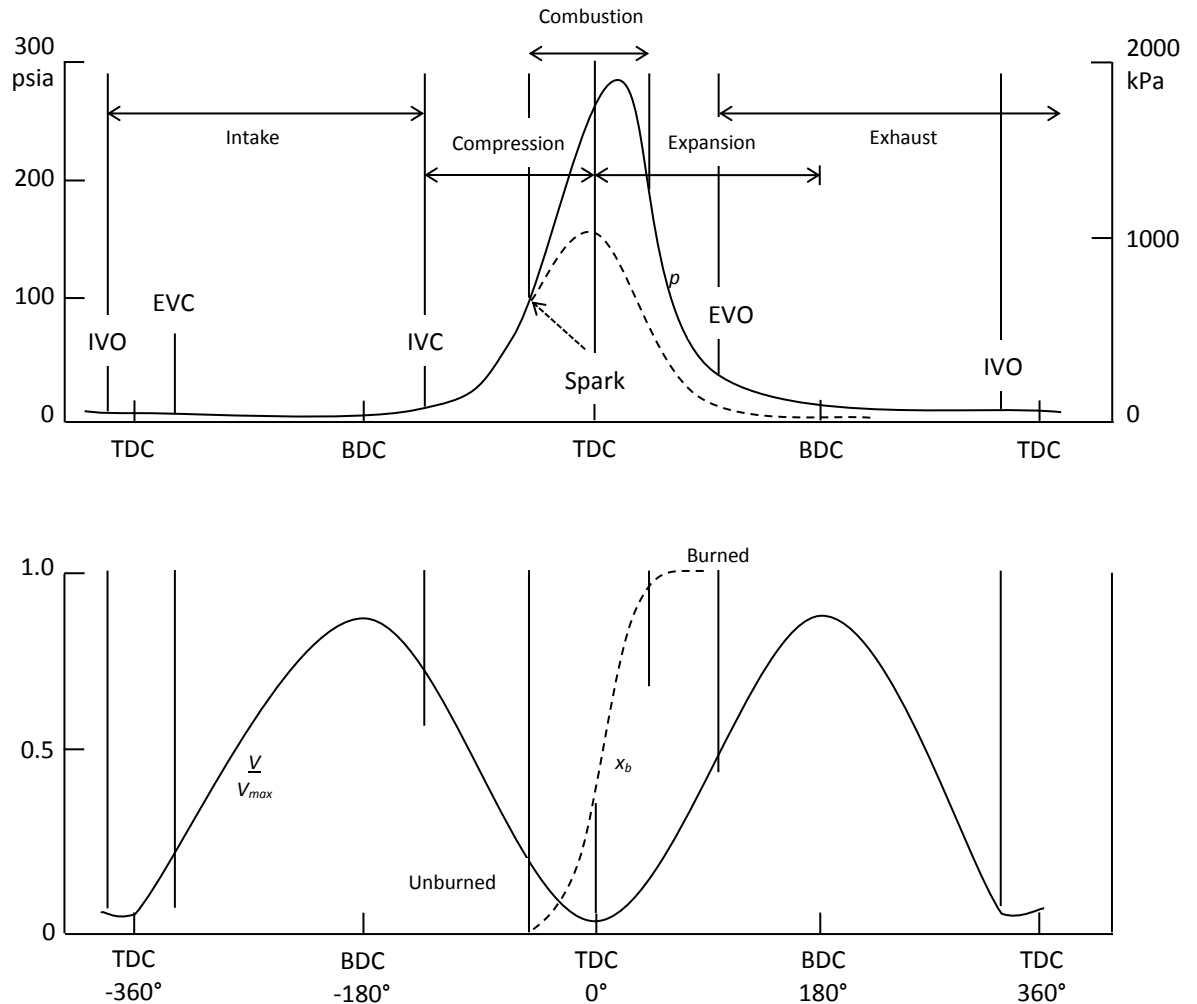 Combustion
300
psia
2000
kPa
Intake
Compression
Expansion
Exhaust
200
1000
100
p
EVC
EVO
IVO
IVC
IVO
Spark
0
0
TDC
BDC
TDC
BDC
TDC
Burned
1.0
0.5
V
Vmax
xb
Unburned
0
TDC
BDC
TDC
BDC
TDC
-360°
-180°
0°
180°
360°